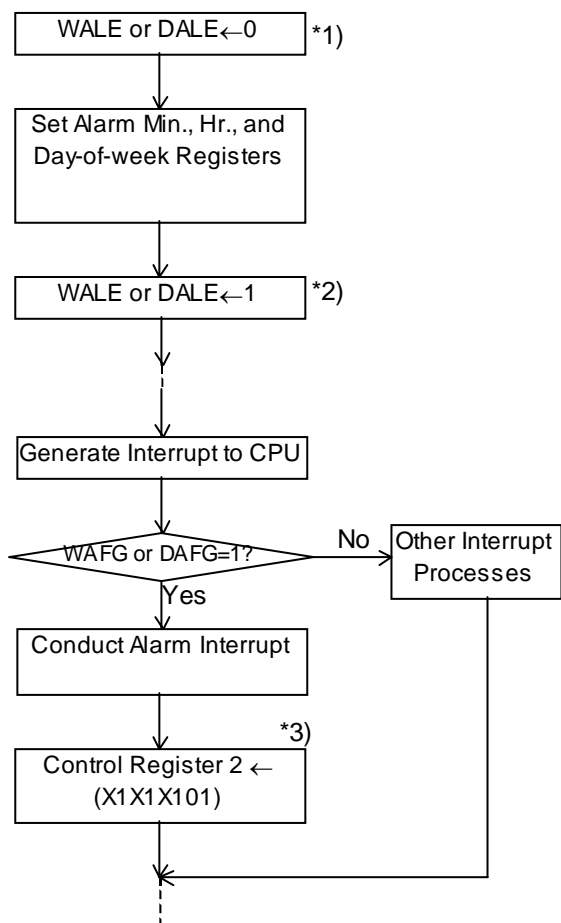 WALE or DALE←0
*1)
Set Alarm Min., Hr., and
Day-of-week Registers
WALE or DALE←1
*2)
Generate Interrupt to CPU
WAFG or DAFG=1?
No
Other Interrupt
Processes
Yes
Conduct Alarm Interrupt
*3)
Control Register 2 ←
(X1X1X101)